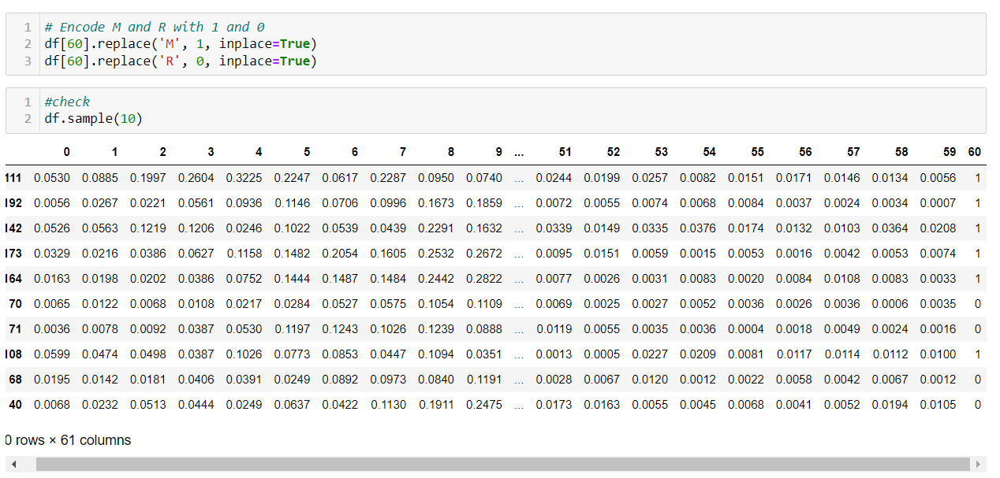 1 # Encode M and R with 1 and 0
2 df[60].replace('M', 1, inplace=True)
3 df[60].replace('R', 0, inplace=True)
1 #check
2 df.sample(10)
0 1 2 3 4 5 6 7 8 9 ... 51 52 53 54 55 56 57 58 59 60
111 0.0530 0.0885 0.1997 0.2604 0.3225 0.2247 0.0617 0.2287 0.0950 0.0740 ... 0.0244 0.0199 0.0257 0.0082 0.0151 0.0171 0.0146 0.0134 0.0056 1
192 0.0056 0.0267 0.0221 0.0561 0.0936 0.1146 0.0706 0.0996 0.1673 0.1859 ... 0.0072 0.0055 0.0074 0.0068 0.0084 0.0037 0.0024 0.0034 0.0007 1
142 0.0526 0.0563 0.1219 0.1206 0.0246 0.1022 0.0539 0.0439 0.2291 0.1632 ... 0.0339 0.0149 0.0335 0.0376 0.0174 0.0132 0.0103 0.0364 0.0208 1
173 0.0329 0.0216 0.0386 0.0627 0.1158 0.1482 0.2054 0.1605 0.2532 0.2672 ... 0.0095 0.0151 0.0059 0.0015 0.0053 0.0016 0.0042 0.0053 0.0074 1
164 0.0163 0.0198 0.0202 0.0386 0.0752 0.1444 0.1487 0.1484 0.2442 0.2822 ... 0.0077 0.0026 0.0031 0.0083 0.0020 0.0084 0.0108 0.0083 0.0033 1
70 0.0065 0.0122 0.0068 0.0108 0.0217 0.0284 0.0527 0.0575 0.1054 0.1109 ... 0.0069 0.0025 0.0027 0.0052 0.0036 0.0026 0.0036 0.0006 0.0035 0
71 0.0036 0.0078 0.0092 0.0387 0.0530 0.1197 0.1243 0.1026 0.1239 0.0888 ... 0.0119 0.0055 0.0035 0.0036 0.0004 0.0018 0.0049 0.0024 0.0016 0
108 0.0599 0.0474 0.0498 0.0387 0.1026 0.0773 0.0853 0.0447 0.1094 0.0351 ... 0.0013 0.0005 0.0227 0.0209 0.0081 0.0117 0.0114 0.0112 0.0100 1
68 0.0195 0.0142 0.0181 0.0406 0.0391 0.0249 0.0892 0.0973 0.0840 0.1191 ... 0.0028 0.0067 0.0120 0.0012 0.0022 0.0058 0.0042 0.0067 0.0012 0
40 0.0068 0.0232 0.0513 0.0444 0.0249 0.0637 0.0422 0.1130 0.1911 0.2475 ... 0.0173 0.0163 0.0055 0.0045 0.0068 0.0041 0.0052 0.0194 0.0105 0
0 rows × 61 columns